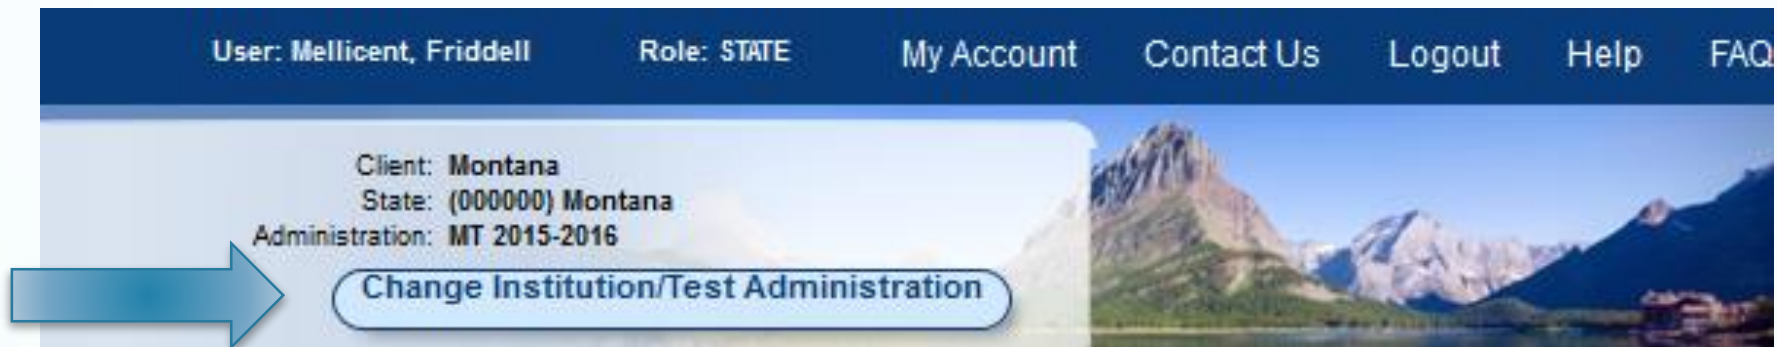 User: Mellicent, Friddell Role: STATE My Account Contact Us Logout Help FAQ
Client: Montana
State: (000000) Montana
Administration: MT 2015-2016
Change Institution/Test Administration